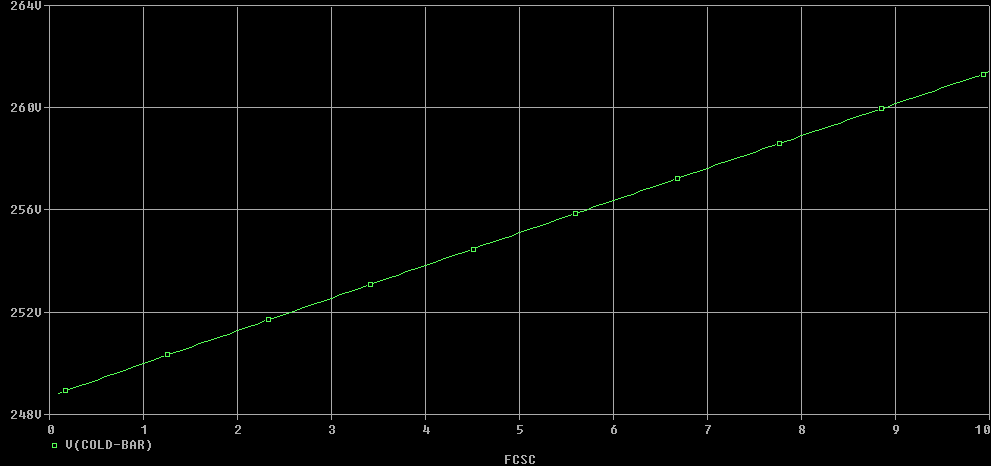 264V
260V
256V
252V
248V
0 1 2 3 4 5 6 7 8 9 10
V(COLD-BAR)
FCSC